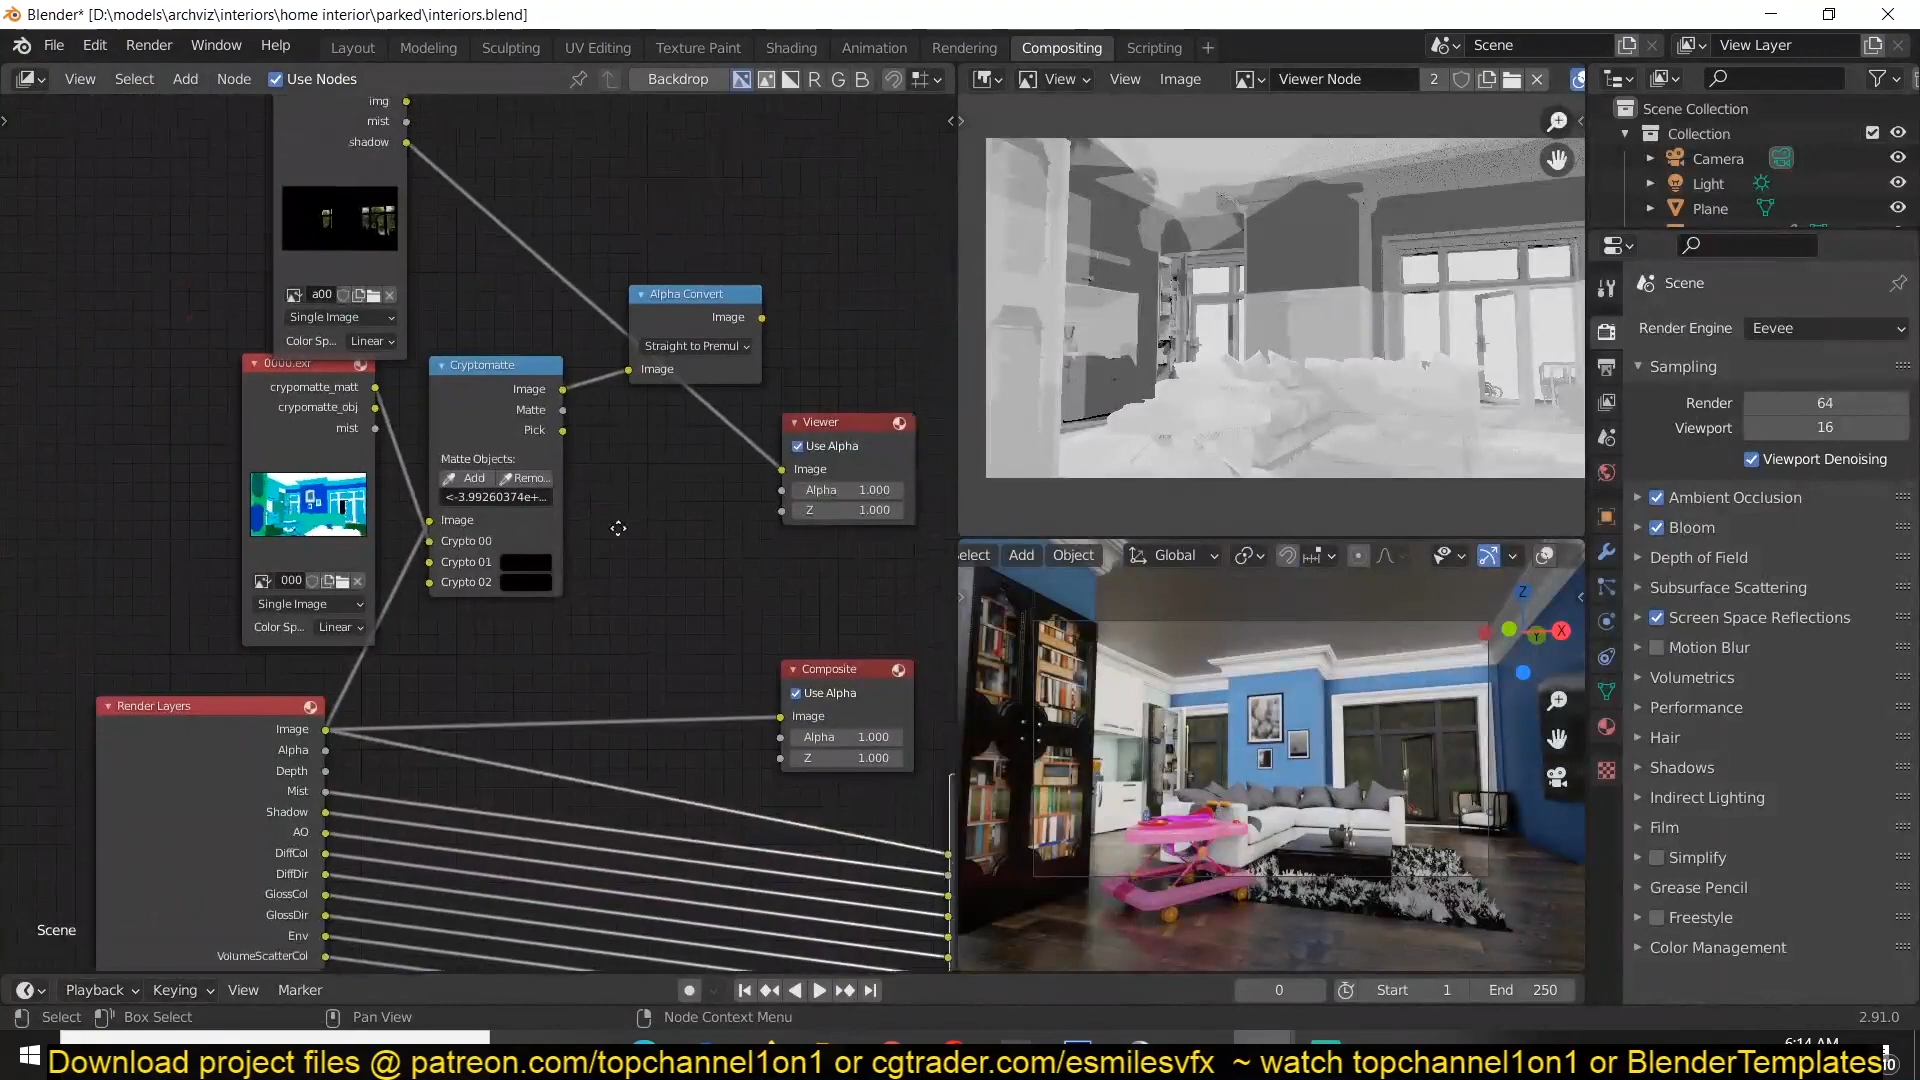 Blender* [D:\models\archviz\interiors\home interior\parked\interiors.blend]
File Edit Render Window Help Layout Modeling Sculpting UV Editing Texture Paint Shading Animation Rendering Compositing Scripting + Scene View Layer
View Select Add Node Use Nodes Backdrop R G B View View Image Viewer Node 2
img
mist
shadow
a00
Single Image
Color Sp... Linear
0000.exr
crypomatte_matt
crypomatte_obj
mist
000
Single Image
Color Sp... Linear
Cryptomatte
Image
Matte
Pick
Matte Objects:
Add Remo...
<-3.99260374e+...
Image
Crypto 00
Crypto 01
Crypto 02
Alpha Convert
Image
Straight to Premul
Image
Viewer
Use Alpha
Image
Alpha 1.000
Z 1.000
Composite
Use Alpha
Image
Alpha 1.000
Z 1.000
Render Layers
Image
Alpha
Depth
Mist
Shadow
AO
DiffCol
DiffDir
GlossCol
GlossDir
Env
VolumeScatterCol
Scene
elect Add Object Global
Z
X
Y
Scene Collection
Collection
Camera
Light
Plane
Scene
Render Engine Eevee
Sampling
Render 64
Viewport 16
Viewport Denoising
Ambient Occlusion
Bloom
Depth of Field
Subsurface Scattering
Screen Space Reflections
Motion Blur
Volumetrics
Performance
Hair
Shadows
Indirect Lighting
Film
Simplify
Grease Pencil
Freestyle
Color Management
Playback Keying View Marker 0 Start 1 End 250
Select Box Select Pan View Node Context Menu 2.91.0
Download project files @ patreon.com/topchannel1on1 or cgtrader.com/esmilesvfx ~ watch topchannel1on1 or BlenderTemplates